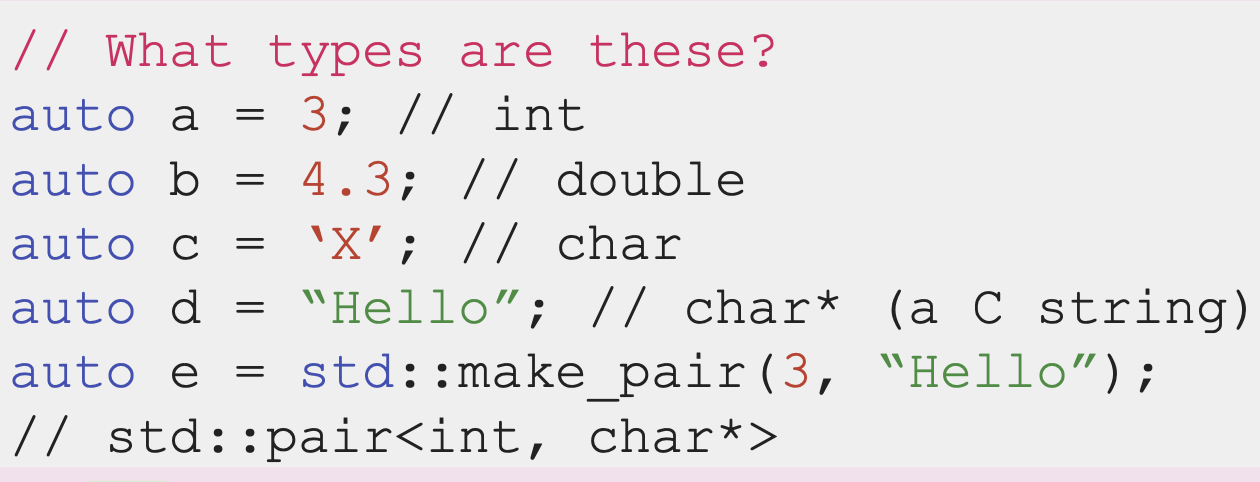 // What types are these?
auto a = 3; // int
auto b = 4.3; // double
auto c = ‘X’; // char
auto d = “Hello”; // char* (a C string)
auto e = std::make_pair(3, “Hello”);
// std::pair<int, char*>